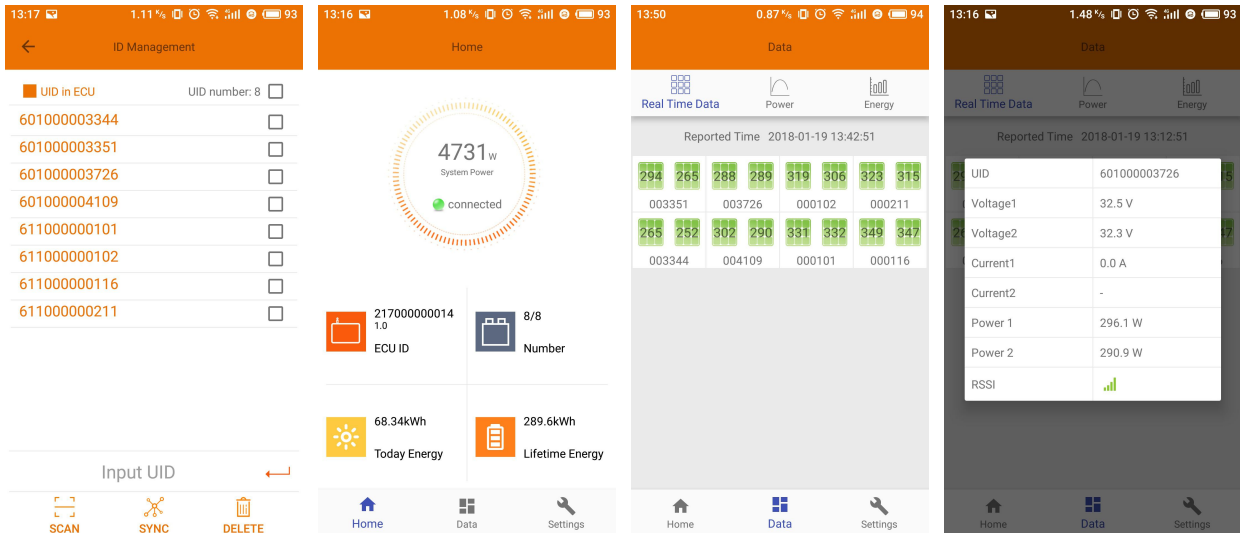 13:17 1.11 ᴷ/s 93
ID Management
UID in ECU UID number: 8
601000003344
601000003351
601000003726
601000004109
611000000101
611000000102
611000000116
611000000211
Input UID
SCAN SYNC DELETE
13:16 1.08 ᴷ/s 93
Home
4731 W
System Power
connected
217000000014
1.0
ECU ID
8/8
Number
68.34kWh
Today Energy
289.6kWh
Lifetime Energy
Home Data Settings
13:50 0.87 ᴷ/s 94
Data
Real Time Data Power Energy
Reported Time 2018-01-19 13:42:51
294 265 288 289 319 306 323 315
003351 003726 000102 000211
265 252 302 290 331 332 349 347
003344 004109 000101 000116
Home Data Settings
13:16 1.48 ᴷ/s 93
Data
Real Time Data Power Energy
Reported Time 2018-01-19 13:12:51
UID 601000003726
Voltage1 32.5 V
Voltage2 32.3 V
Current1 0.0 A
Current2 -
Power 1 296.1 W
Power 2 290.9 W
RSSI
Home Data Settings